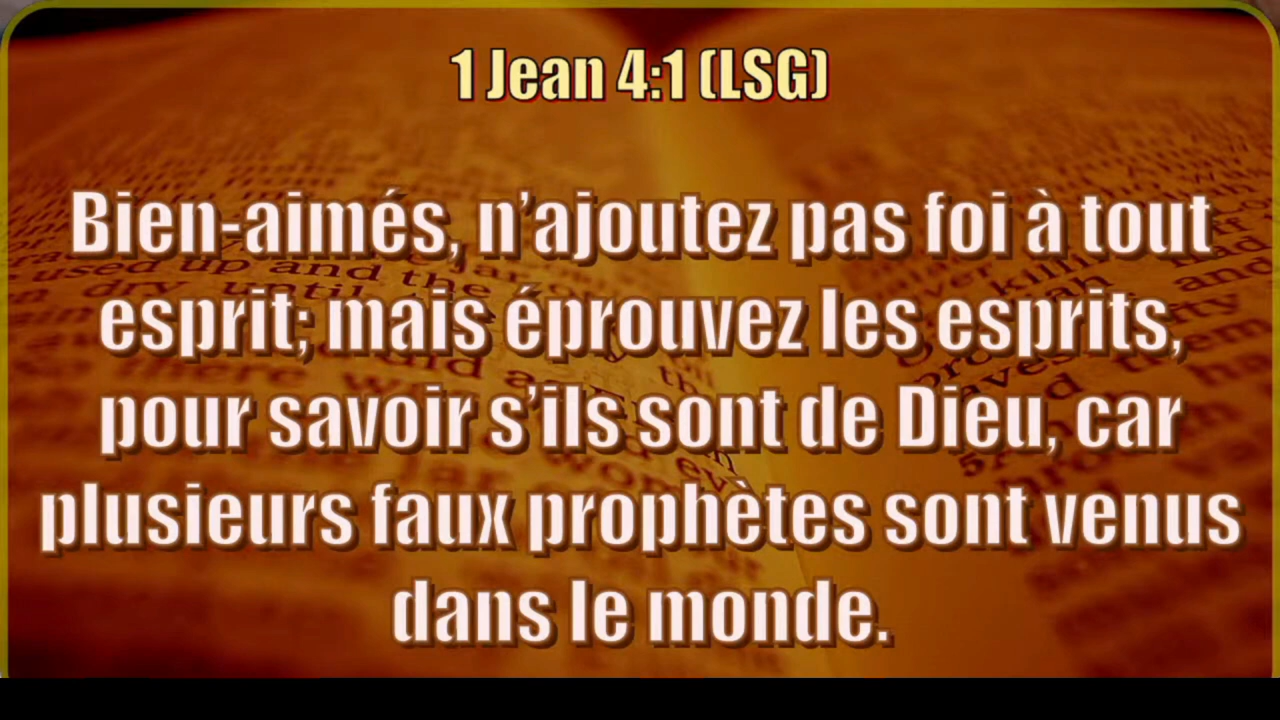 1 Jean 4:1 (LSG)
Bien-aimés, n’ajoutez pas foi à tout
esprit; mais éprouvez les esprits,
pour savoir s’ils sont de Dieu, car
plusieurs faux prophètes sont venus
dans le monde.